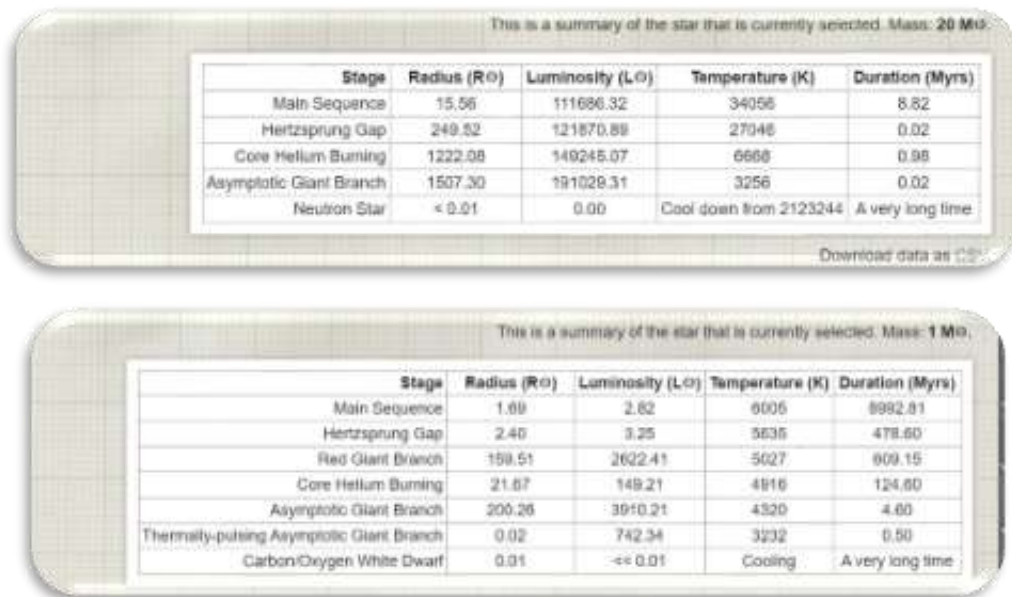 This is a summary of the star that is currently selected. Mass: 20 M☉.
Stage Radius (R☉) Luminosity (L☉) Temperature (K) Duration (Myrs)
Main Sequence 15.56 111686.32 34056 8.82
Hertzsprung Gap 249.52 121870.89 27046 0.02
Core Helium Burning 1222.08 149245.07 6668 0.98
Asymptotic Giant Branch 1507.30 191029.31 3256 0.02
Neutron Star < 0.01 0.00 Cool down from 2123244 A very long time
Download data as
This is a summary of the star that is currently selected. Mass: 1 M☉.
Stage Radius (R☉) Luminosity (L☉) Temperature (K) Duration (Myrs)
Main Sequence 1.69 2.82 6005 8992.81
Hertzsprung Gap 2.40 3.25 5635 478.60
Red Giant Branch 159.51 2622.41 5027 609.15
Core Helium Burning 21.67 149.21 4916 124.60
Asymptotic Giant Branch 200.26 3910.21 4320 4.60
Thermally-pulsing Asymptotic Giant Branch 0.02 742.34 3232 0.50
Carbon/Oxygen White Dwarf 0.01 << 0.01 Cooling A very long time